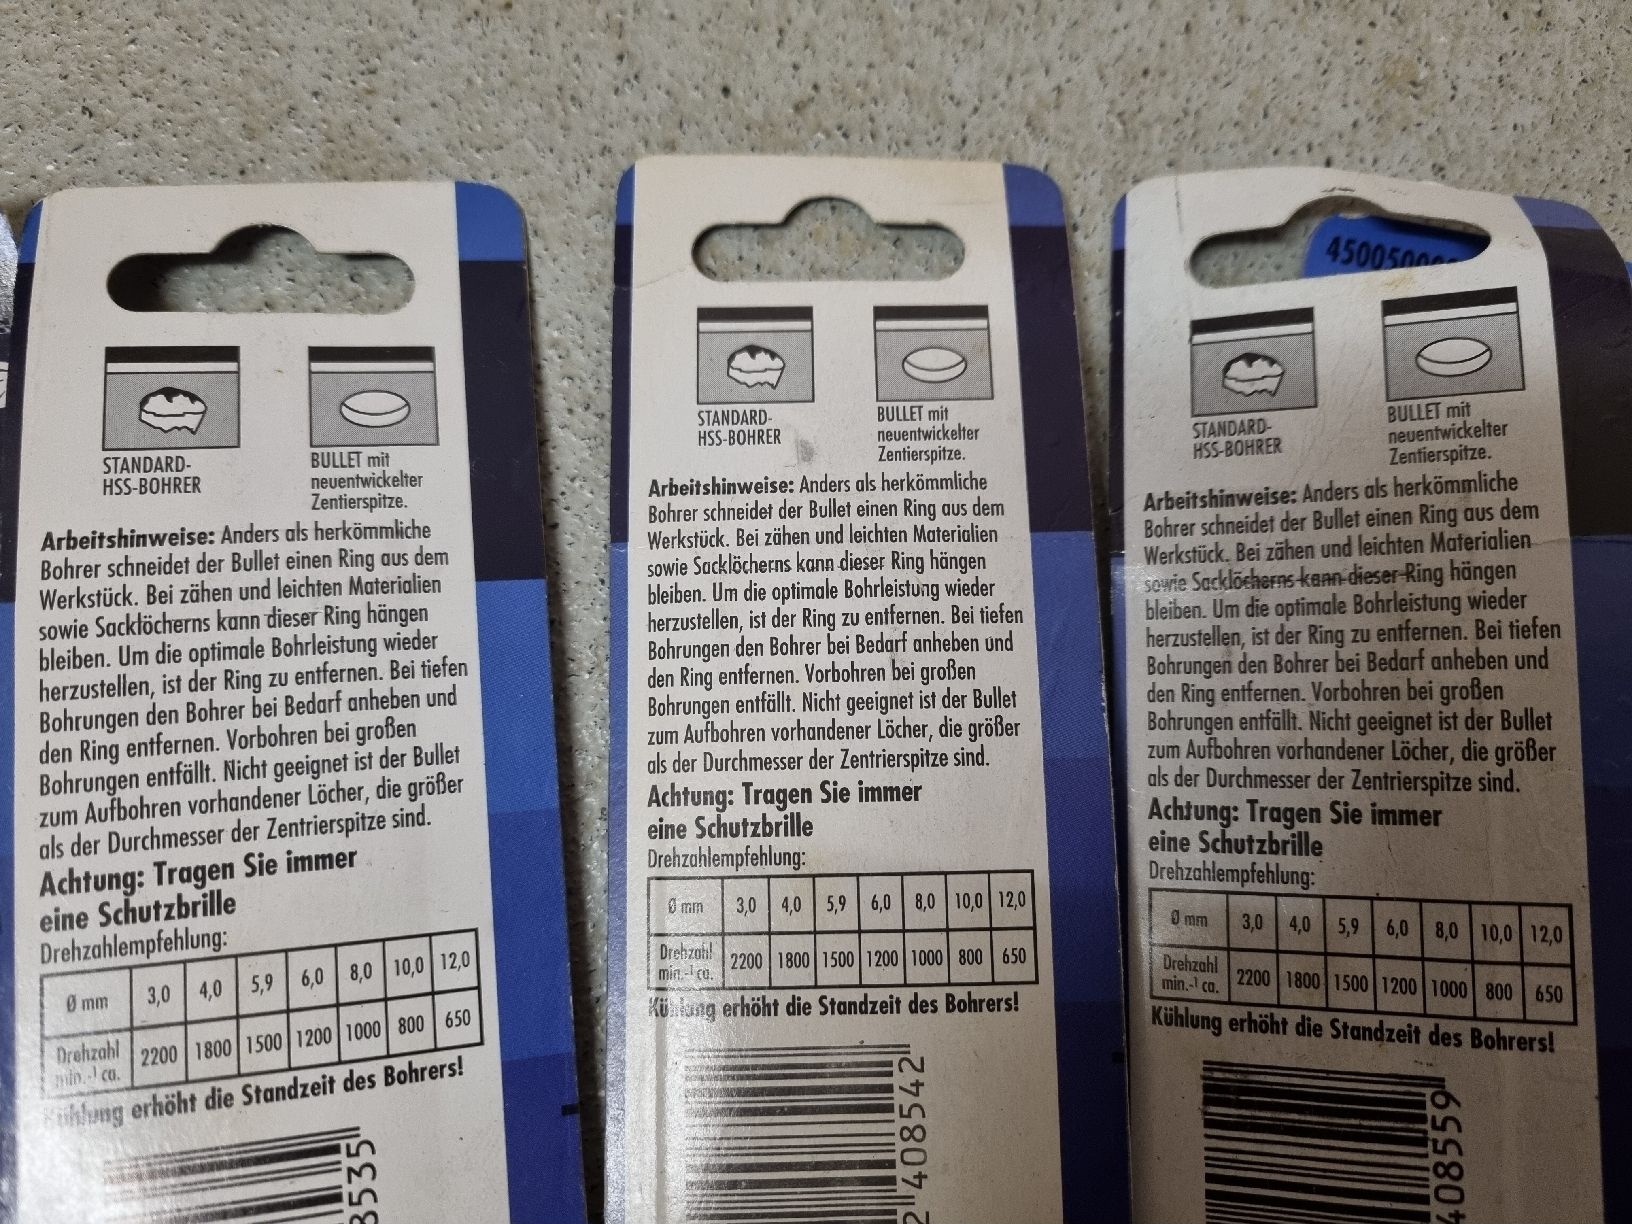 STANDARD-
HSS-BOHRER
BULLET mit
neuentwickelter
Zentierspitze.
Arbeitshinweise: Anders als herkömmliche
Bohrer schneidet der Bullet einen Ring aus dem
Werkstück. Bei zähen und leichten Materialien
sowie Sacklöcherns kann dieser Ring hängen
bleiben. Um die optimale Bohrleistung wieder
herzustellen, ist der Ring zu entfernen. Bei tiefen
Bohrungen den Bohrer bei Bedarf anheben und
den Ring entfernen. Vorbohren bei großen
Bohrungen entfällt. Nicht geeignet ist der Bullet
zum Aufbohren vorhandener Löcher, die größer
als der Durchmesser der Zentrierspitze sind.
Achtung: Tragen Sie immer
eine Schutzbrille
Drehzahlempfehlung:
Ø mm 3,0 4,0 5,9 6,0 8,0 10,0 12,0
Drehzahl
min.-¹ ca. 2200 1800 1500 1200 1000 800 650
Kühlung erhöht die Standzeit des Bohrers!
8535
STANDARD-
HSS-BOHRER
BULLET mit
neuentwickelter
Zentierspitze.
Arbeitshinweise: Anders als herkömmliche
Bohrer schneidet der Bullet einen Ring aus dem
Werkstück. Bei zähen und leichten Materialien
sowie Sacklöcherns kann dieser Ring hängen
bleiben. Um die optimale Bohrleistung wieder
herzustellen, ist der Ring zu entfernen. Bei tiefen
Bohrungen den Bohrer bei Bedarf anheben und
den Ring entfernen. Vorbohren bei großen
Bohrungen entfällt. Nicht geeignet ist der Bullet
zum Aufbohren vorhandener Löcher, die größer
als der Durchmesser der Zentrierspitze sind.
Achtung: Tragen Sie immer
eine Schutzbrille
Drehzahlempfehlung:
Ø mm 3,0 4,0 5,9 6,0 8,0 10,0 12,0
Drehzahl
min.-¹ ca. 2200 1800 1500 1200 1000 800 650
Kühlung erhöht die Standzeit des Bohrers!
2 408542
STANDARD-
HSS-BOHRER
BULLET mit
neuentwickelter
Zentierspitze.
Arbeitshinweise: Anders als herkömmliche
Bohrer schneidet der Bullet einen Ring aus dem
Werkstück. Bei zähen und leichten Materialien
sowie Sacklöcherns kann dieser Ring hängen
bleiben. Um die optimale Bohrleistung wieder
herzustellen, ist der Ring zu entfernen. Bei tiefen
Bohrungen den Bohrer bei Bedarf anheben und
den Ring entfernen. Vorbohren bei großen
Bohrungen entfällt. Nicht geeignet ist der Bullet
zum Aufbohren vorhandener Löcher, die größer
als der Durchmesser der Zentrierspitze sind.
Achtung: Tragen Sie immer
eine Schutzbrille
Drehzahlempfehlung:
Ø mm 3,0 4,0 5,9 6,0 8,0 10,0 12,0
Drehzahl
min.-¹ ca. 2200 1800 1500 1200 1000 800 650
Kühlung erhöht die Standzeit des Bohrers!
408559